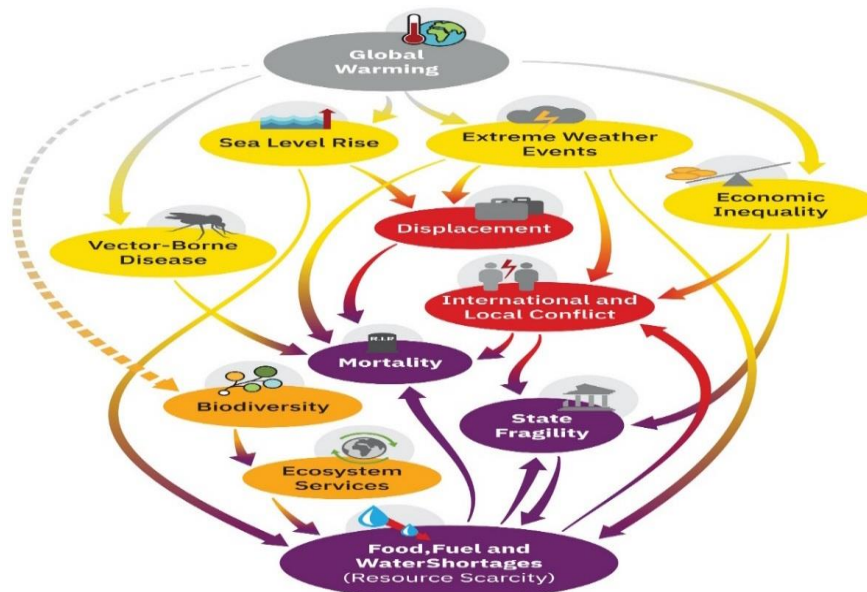 Global
Warming
Sea Level Rise
Extreme Weather
Events
Economic
Inequality
Vector-Borne
Disease
Displacement
International and
Local Conflict
R.I.P
Mortality
Biodiversity
State
Fragility
Ecosystem
Services
Food,Fuel and
WaterShortages
(Resource Scarcity)